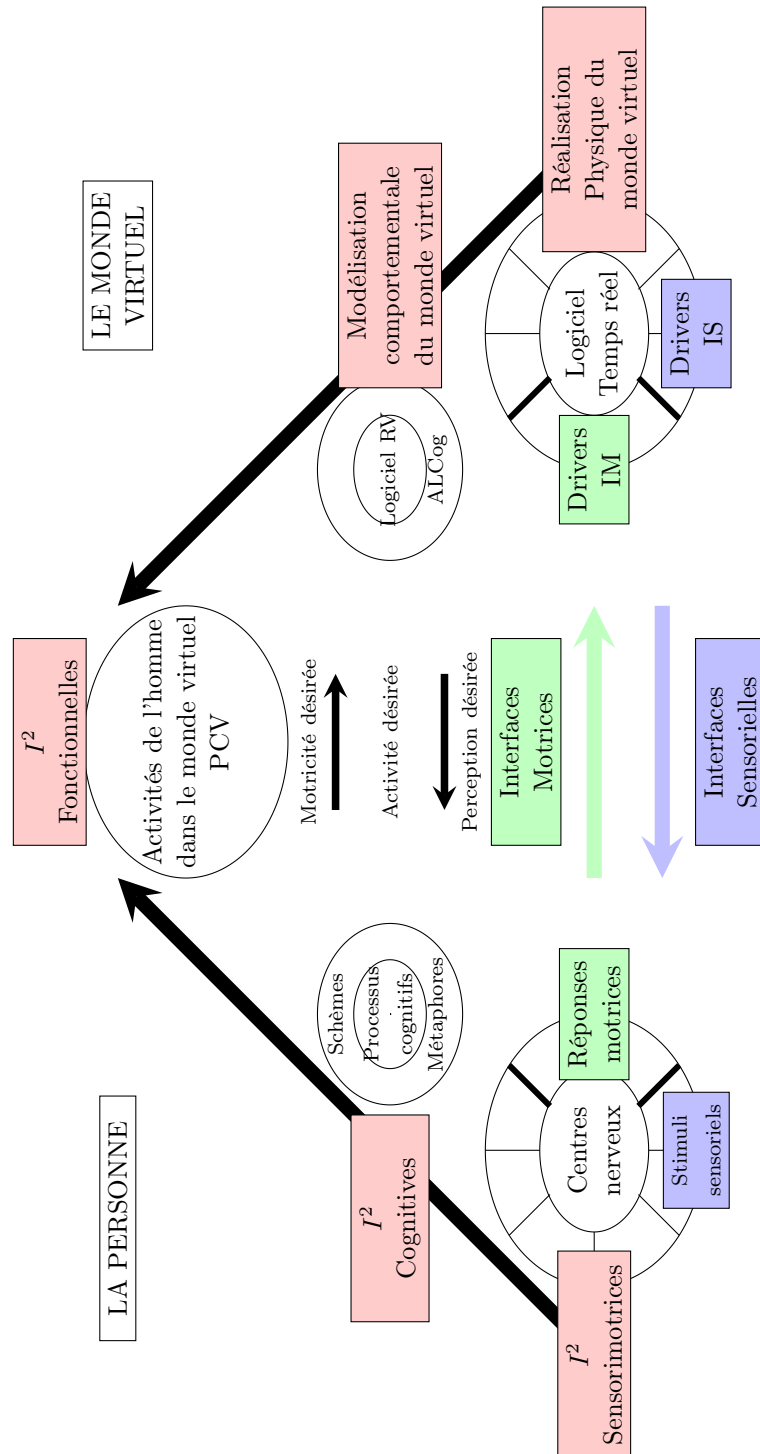 LA PERSONNE
LE MONDE
VIRTUEL
I²
Fonctionnelles
Activités de l'homme
dans le monde virtuel
PCV
I²
Cognitives
Schèmes
Processus
cognitifs
Métaphores
Motricité désirée
Activité désirée
Perception désirée
Logiciel RV
ALCog
Modélisation
comportementale
du monde virtuel
I²
Sensorimotrices
Centres
nerveux
Réponses
motrices
Stimuli
sensoriels
Interfaces
Motrices
Interfaces
Sensorielles
Drivers
IM
Logiciel
Temps réel
Drivers
IS
Réalisation
Physique du
monde virtuel